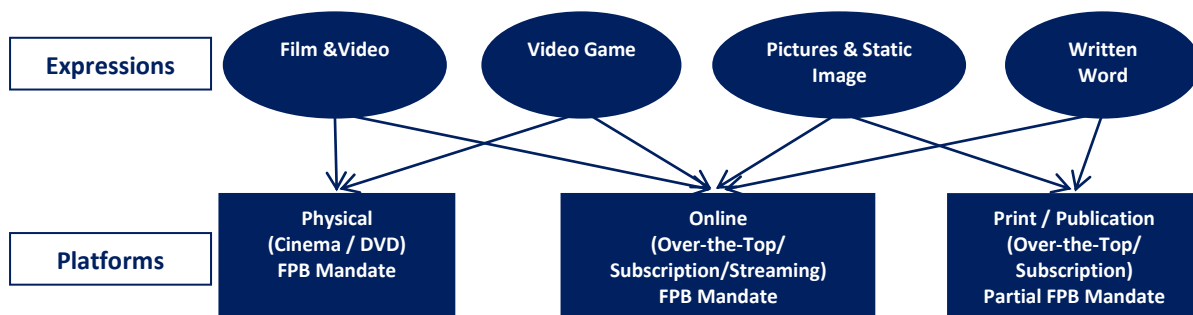 Expressions
Film &Video
Video Game
Pictures & Static
Image
Written
Word
Platforms
Physical
(Cinema / DVD)
FPB Mandate
Online
(Over-the-Top/
Subscription/Streaming)
FPB Mandate
Print / Publication
(Over-the-Top/
Subscription)
Partial FPB Mandate